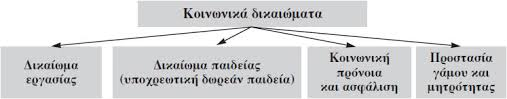 Κοινωνικά δικαιώματα
Δικαίωμα
εργασίας
Δικαίωμα παιδείας
(υποχρεωτική δωρεάν παιδεία)
Κοινωνική
πρόνοια
και ασφάλιση
Προστασία
γάμου και
μητρότητας